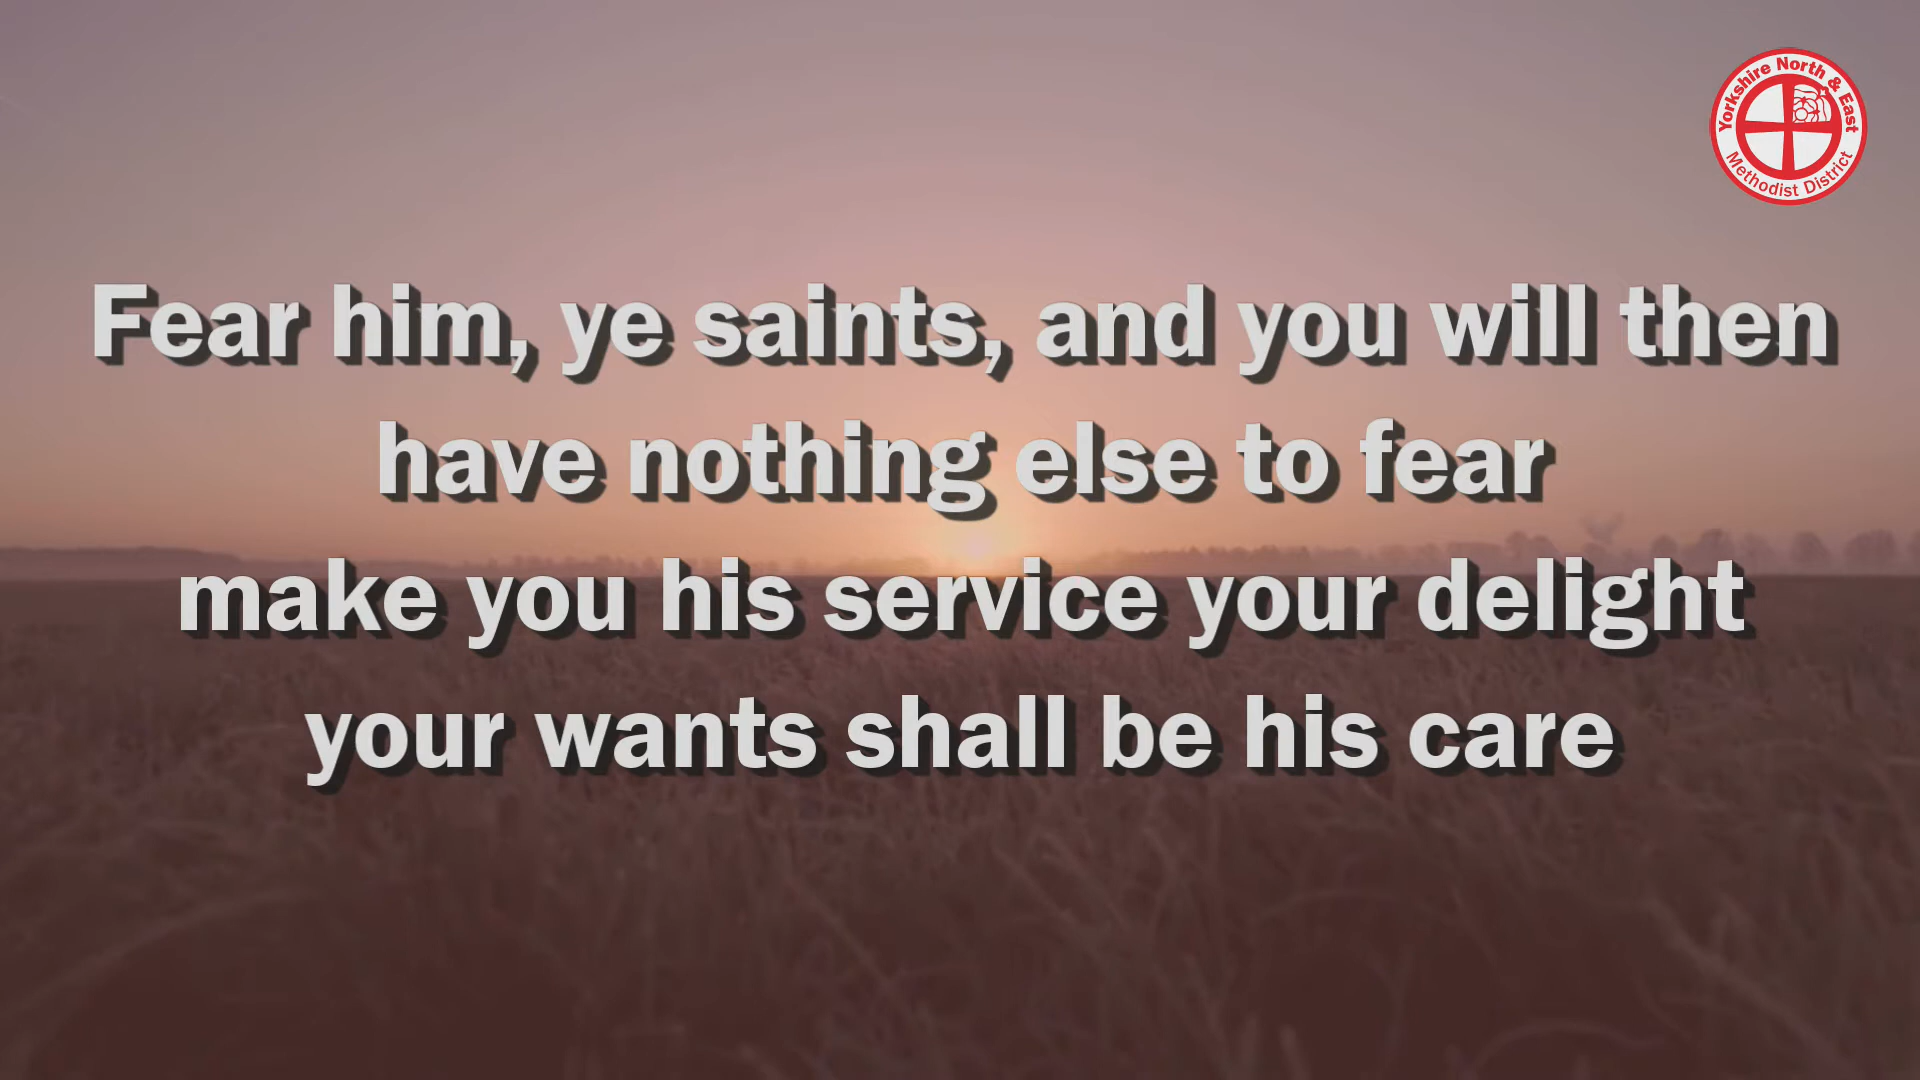 Yorkshire North & East
Methodist District
Fear him, ye saints, and you will then
have nothing else to fear
make you his service your delight
your wants shall be his care